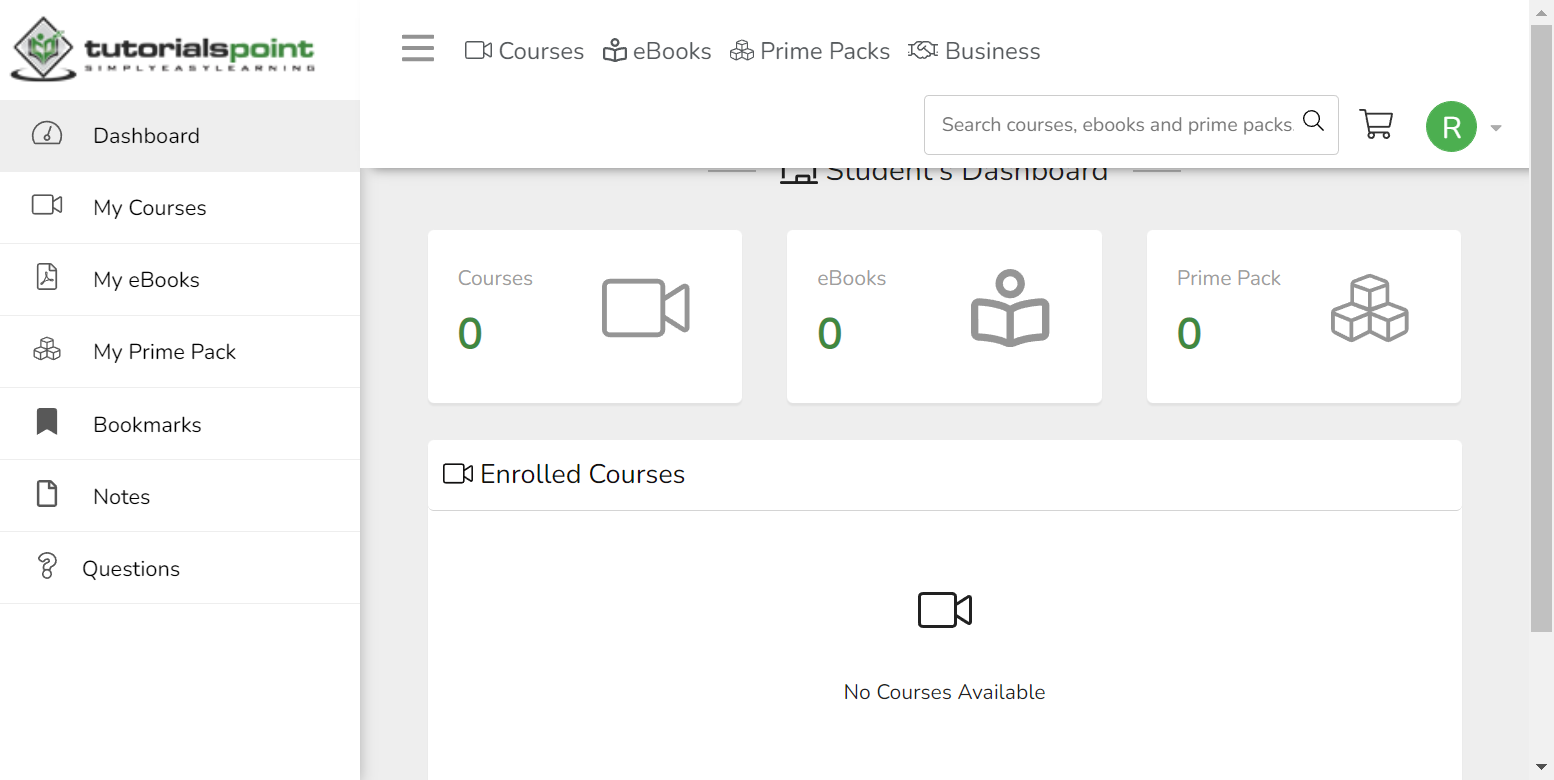 tutorialspoint
SIMPLYEASYLEARNING
Courses eBooks Prime Packs Business
Search courses, ebooks and prime packs
R
Dashboard
My Courses
My eBooks
My Prime Pack
Bookmarks
Notes
Questions
Student's Dashboard
Courses
0
eBooks
0
Prime Pack
0
Enrolled Courses
No Courses Available